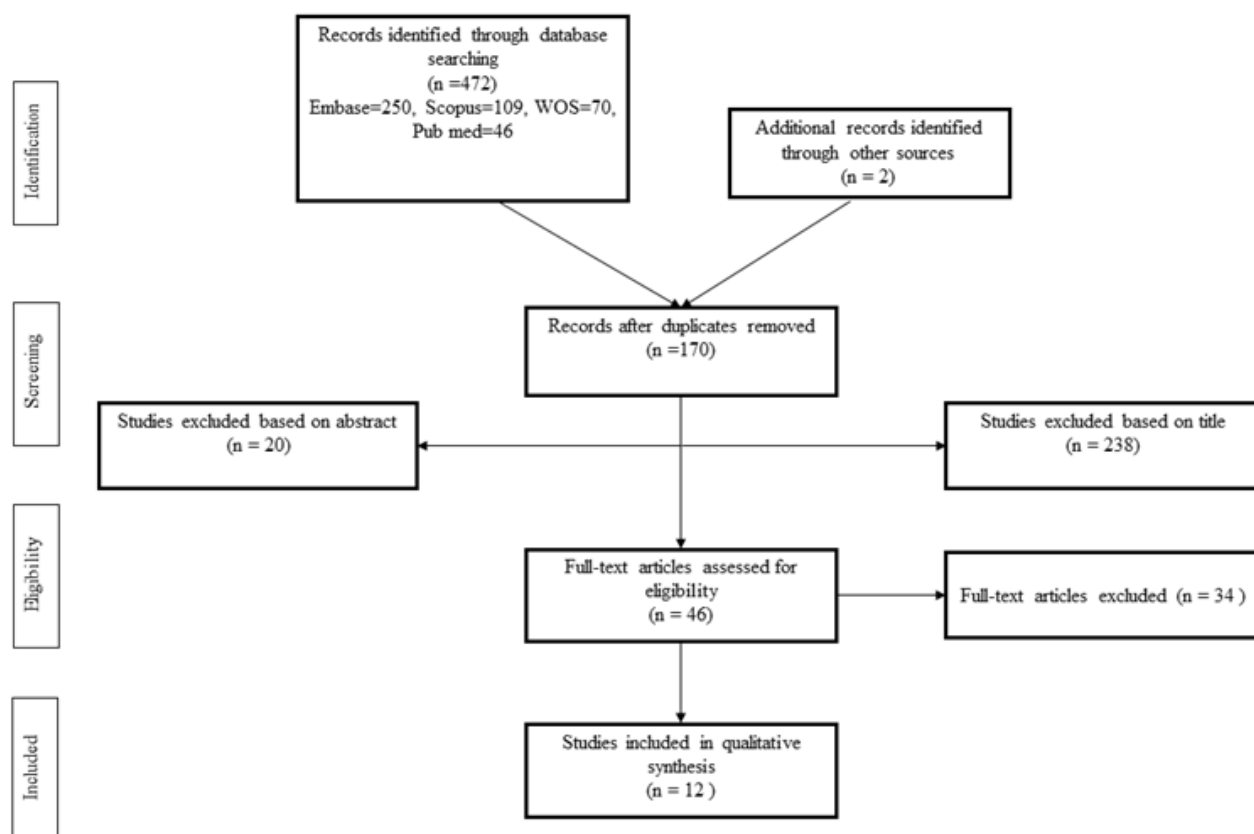 Identification
Records identified through database
searching
(n =472)
Embase=250, Scopus=109, WOS=70,
Pub med=46
Additional records identified
through other sources
(n = 2)
Screening
Records after duplicates removed
(n =170)
Studies excluded based on abstract
(n = 20)
Studies excluded based on title
(n = 238)
Eligibility
Full-text articles assessed for
eligibility
(n = 46)
Full-text articles excluded (n = 34 )
Included
Studies included in qualitative
synthesis
(n = 12 )